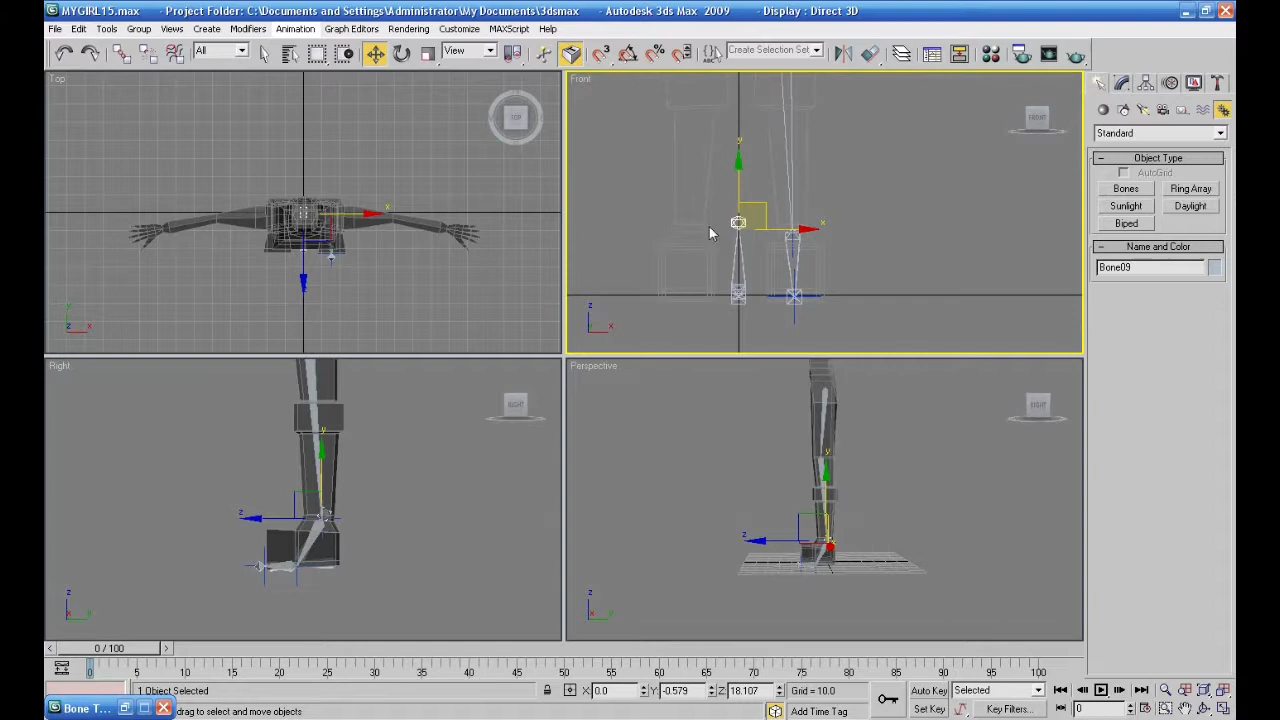 MYGIRL15.max - Project Folder: C:\Documents and Settings\Administrator\My Documents\3dsmax - Autodesk 3ds Max 2009 - Display : Direct 3D
File Edit Tools Group Views Create Modifiers Animation Graph Editors Rendering Customize MAXScript Help
All View Create Selection Set
Top
TOP
x
y
z x
Front
FRONT
y
x
z
x
Standard
Object Type
AutoGrid
Bones Ring Array
Sunlight Daylight
Biped
Name and Color
Bone09
Right
RIGHT
y
z
z
x y
Perspective
RIGHT
y
z
z
x y
0 / 100
0 5 10 15 20 25 30 35 40 45 50 55 60 65 70 75 80 85 90 95 100
1 Object Selected X: 0.0 Y: -0.579 Z: 18.107 Grid = 10.0 Auto Key Selected
Bone T... drag to select and move objects Add Time Tag Set Key Key Filters... 0